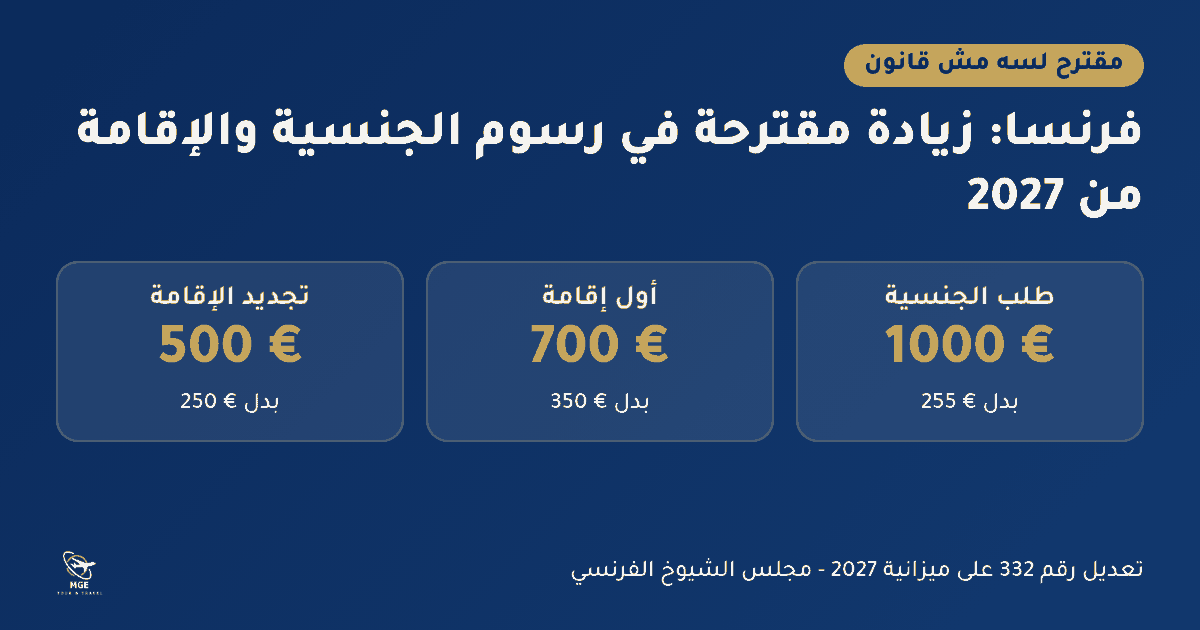 مقترح لسه مش قانون
فرنسا: زيادة مقترحة في رسوم الجنسية والإقامة
من 2027
طلب الجنسية
1000 €
بدل € 255
أول إقامة
700 €
بدل € 350
تجديد الإقامة
500 €
بدل € 250
تعديل رقم 332 على ميزانية 2027 - مجلس الشيوخ الفرنسي
MGE
TOUR & TRAVEL